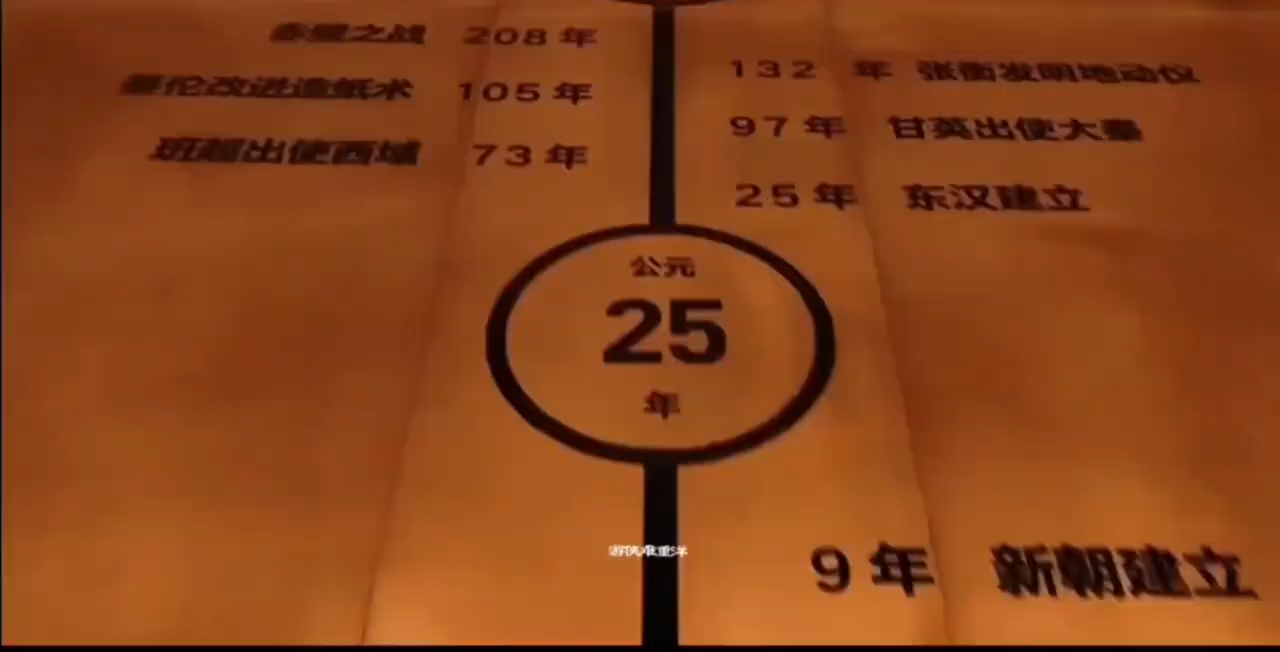 赤壁之战 208年
132年 张衡发明地动仪
蔡伦改进造纸术 105年
97年 甘英出使大秦
班超出使西域 73年
25年 东汉建立
公元
25
年
9年 新朝建立